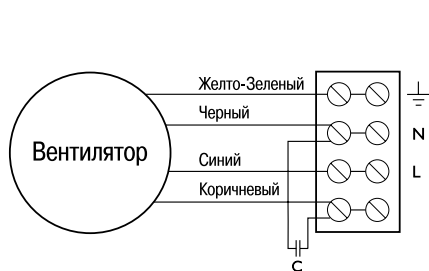 Желто-Зеленый
Черный
N
Вентилятор
Синий
L
Коричневый
C